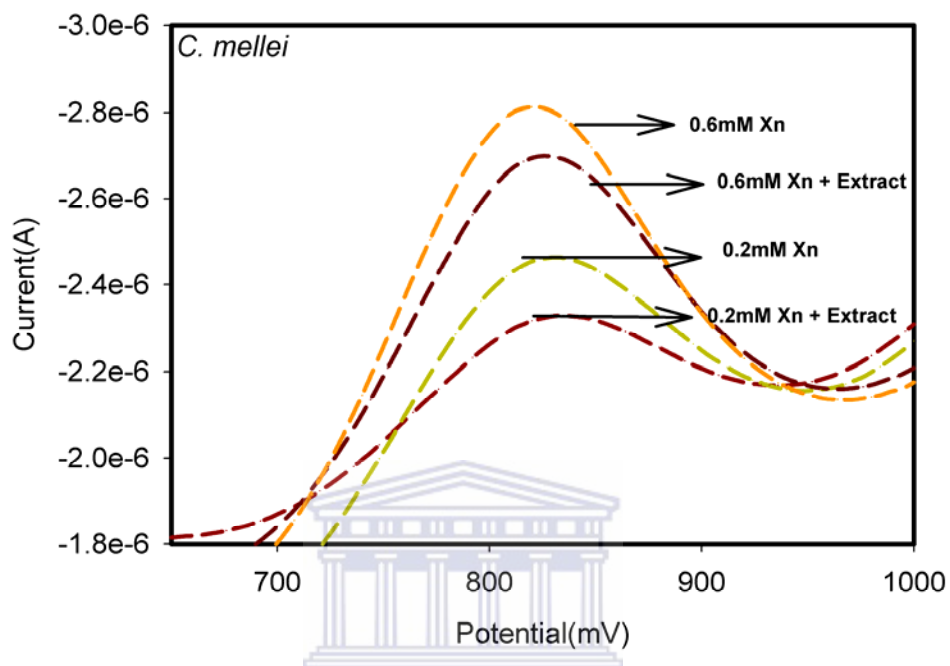 C. mellei
-3.0e-6
-2.8e-6
-2.6e-6
-2.4e-6
-2.2e-6
-2.0e-6
-1.8e-6
Current(A)
0.6mM Xn
0.6mM Xn + Extract
0.2mM Xn
0.2mM Xn + Extract
700 800 900 1000
Potential(mV)